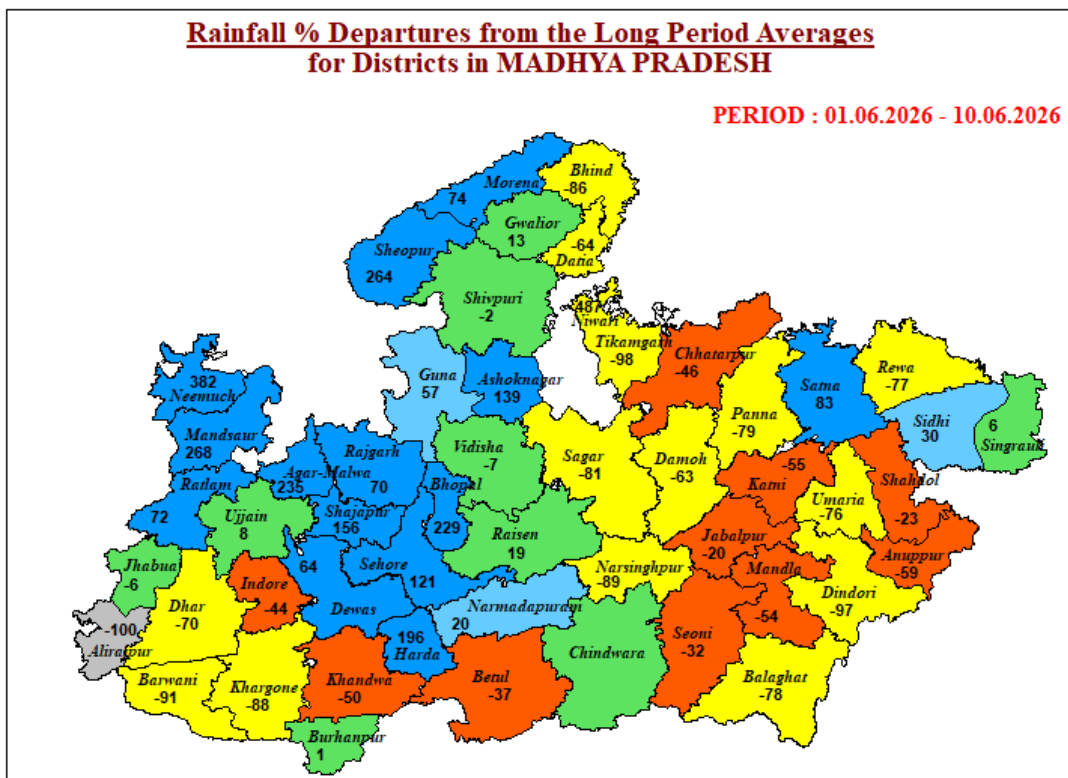 Rainfall % Departures from the Long Period Averages
for Districts in MADHYA PRADESH
PERIOD : 01.06.2026 - 10.06.2026
Bhind
-86
Morena
74
Gwalior
13
-64
Datia
Sheopur
264
Shivpuri
-2
487
Niwari
Tikamgarh
-98
Chhatarpur
-46
Guna
57
Ashoknagar
139
Panna
-79
Satna
83
Rewa
-77
Sidhi
30
6
Singrauli
382
Neemuch
Mandsaur
268
Ratlam
72
Agar-Malwa
235
Rajgarh
70
Vidisha
-7
Bhopal
229
Sagar
-81
Damoh
-63
-55
Katni
Umaria
-76
Shahdol
-23
Ujjain
8
Shajapur
156
Raisen
19
Jabalpur
-20
Anuppur
-59
Jhabua
-6
Indore
-44
64
Dewas
Sehore
121
Narsinghpur
-89
Mandla
-54
Dindori
-97
Dhar
-70
-100
Alirajpur
Narmadapuram
20
196
Harda
Chindwara
Seoni
-32
Barwani
-91
Khargone
-88
Khandwa
-50
Betul
-37
Balaghat
-78
Burhanpur
1